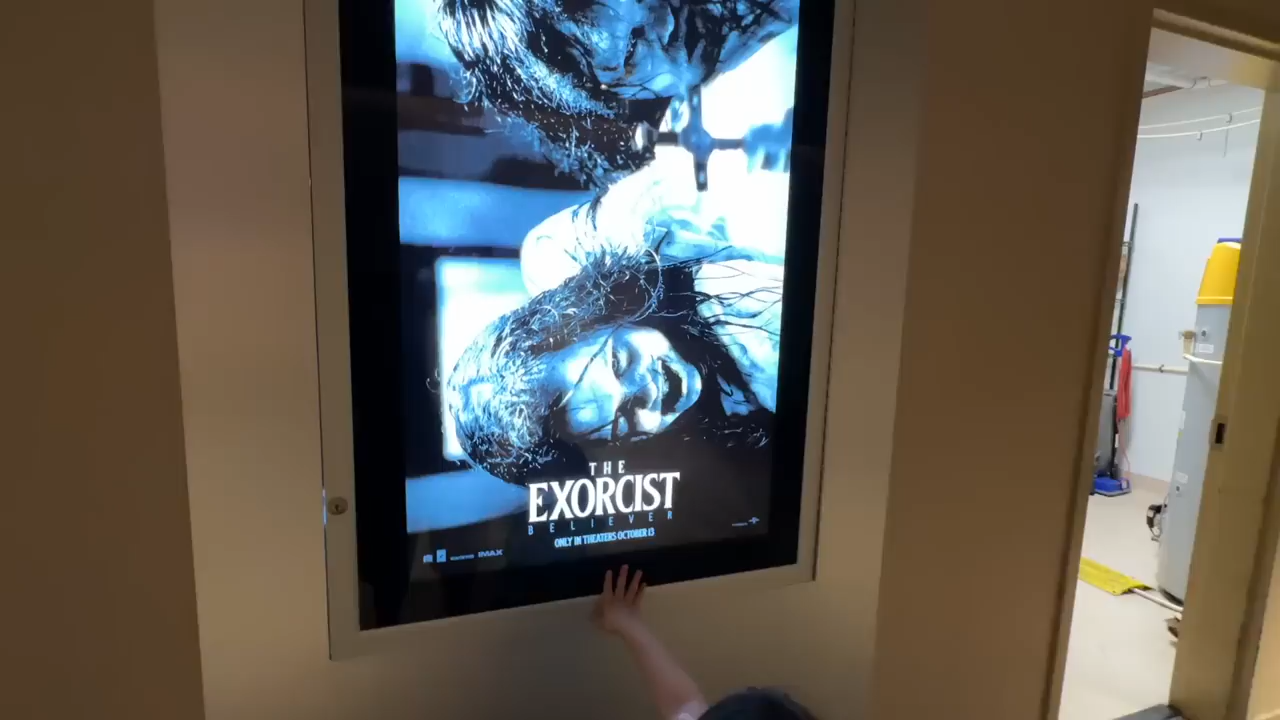 THE
EXORCIST
BELIEVER
ONLY IN THEATERS OCTOBER 13
IMAX